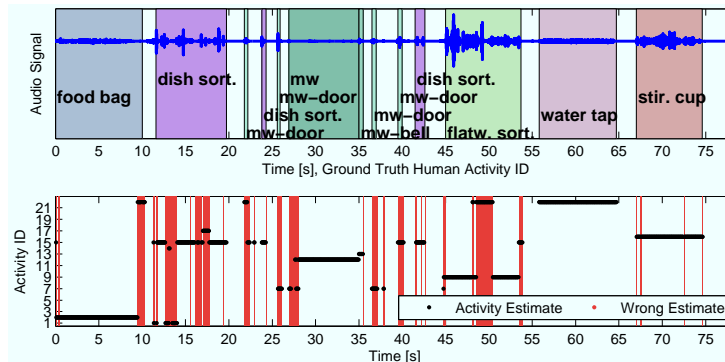 Audio Signal
food bag
dish sort.
mw
mw-door
dish sort.
mw-door
dish sort.
mw-door
mw-door
mw-bell
flatw. sort.
water tap
stir. cup
0 5 10 15 20 25 30 35 40 45 50 55 60 65 70 75
Time [s], Ground Truth Human Activity ID
Activity ID
21
19
17
15
13
11
9
7
5
3
1
Activity Estimate
Wrong Estimate
0 5 10 15 20 25 30 35 40 45 50 55 60 65 70 75
Time [s]